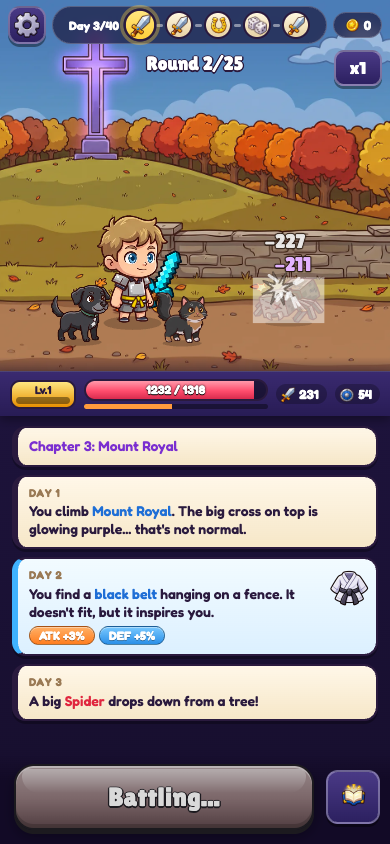 Day 3/40
0
Round 2/25
x1
-227
-211
Lv.1
1232 / 1318
231
54
Chapter 3: Mount Royal
DAY 1
You climb Mount Royal. The big cross on top is
glowing purple... that's not normal.
DAY 2
You find a black belt hanging on a fence. It
doesn't fit, but it inspires you.
ATK +3%
DEF +5%
DAY 3
A big Spider drops down from a tree!
Battling...